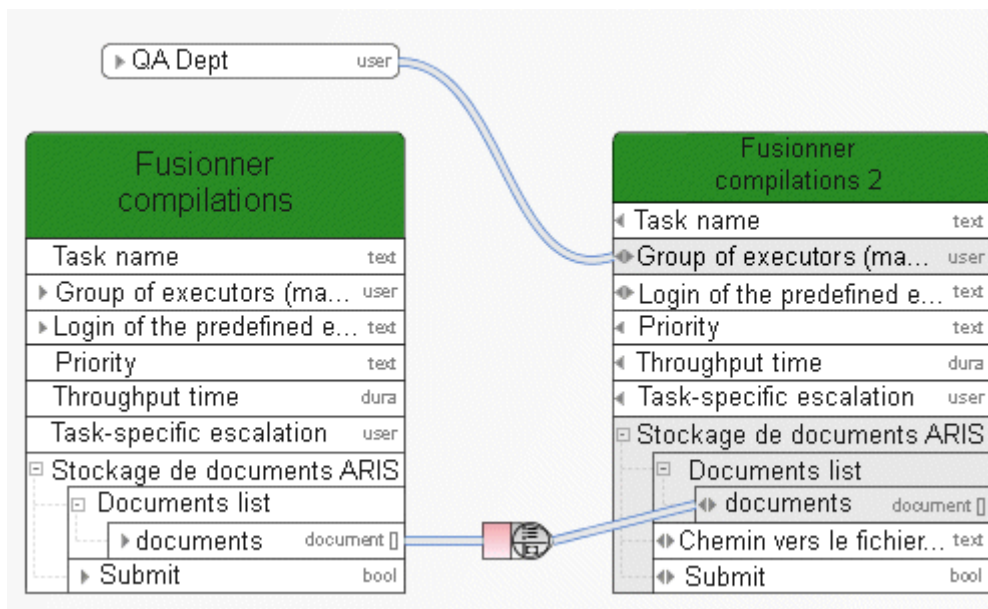 QA Dept user
Fusionner
compilations
Task name text
Group of executors (ma... user
Login of the predefined e... text
Priority text
Throughput time dura
Task-specific escalation user
Stockage de documents ARIS
Documents list
documents document []
Submit bool
Fusionner
compilations 2
Task name text
Group of executors (ma... user
Login of the predefined e... text
Priority text
Throughput time dura
Task-specific escalation user
Stockage de documents ARIS
Documents list
documents document []
Chemin vers le fichier... text
Submit bool